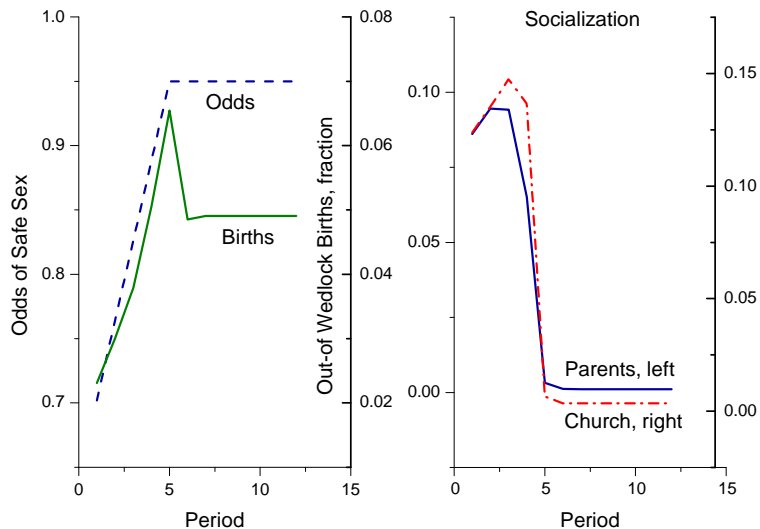 Socialization
1.0
0.9
0.8
0.7
Odds of Safe Sex
0
5
10
15
Period
0.08
0.06
0.04
0.02
Out-of Wedlock Births, fraction
Odds
Births
0.10
0.05
0.00
0
5
10
15
Period
0.15
0.10
0.05
0.00
Parents, left
Church, right